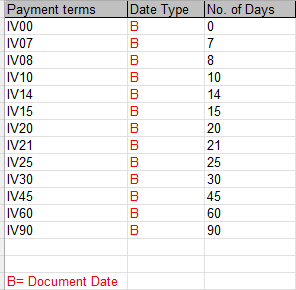 Payment terms Date Type No. of Days
IV00 B 0
IV07 B 7
IV08 B 8
IV10 B 10
IV14 B 14
IV15 B 15
IV20 B 20
IV21 B 21
IV25 B 25
IV30 B 30
IV45 B 45
IV60 B 60
IV90 B 90
B= Document Date